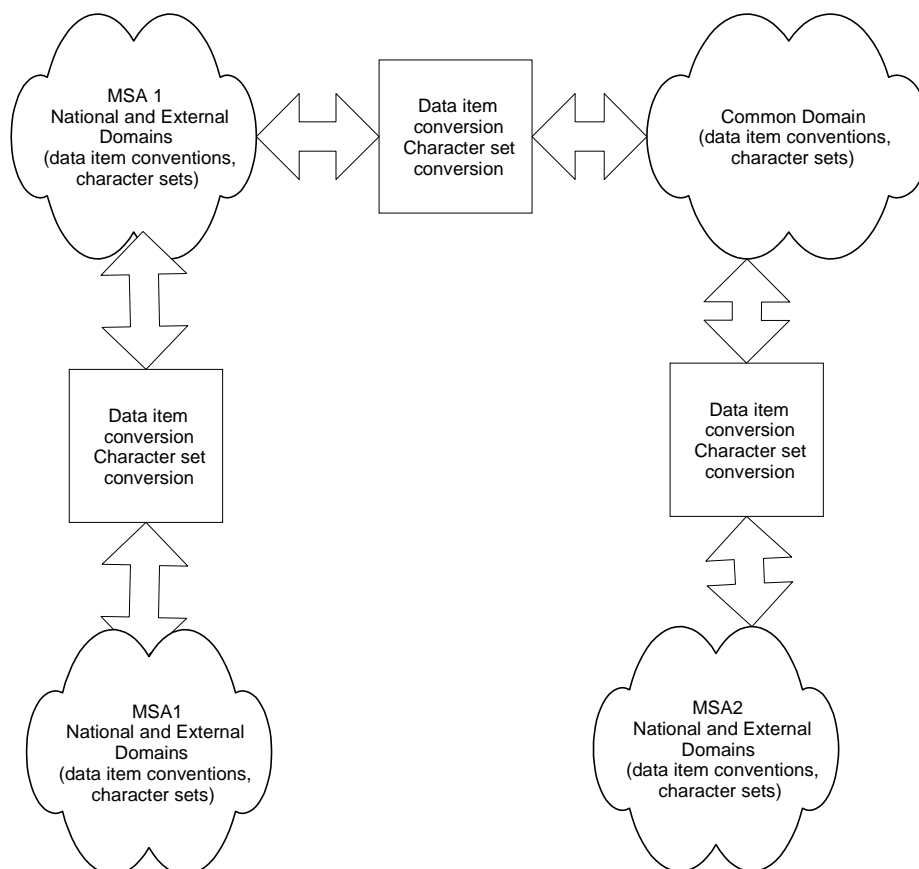 MSA 1
National and External
Domains
(data item conventions,
character sets)
Data item
conversion
Character set
conversion
Common Domain
(data item conventions,
character sets)
Data item
conversion
Character set
conversion
Data item
conversion
Character set
conversion
MSA1
National and External
Domains
(data item conventions,
character sets)
MSA2
National and External
Domains
(data item conventions,
character sets)